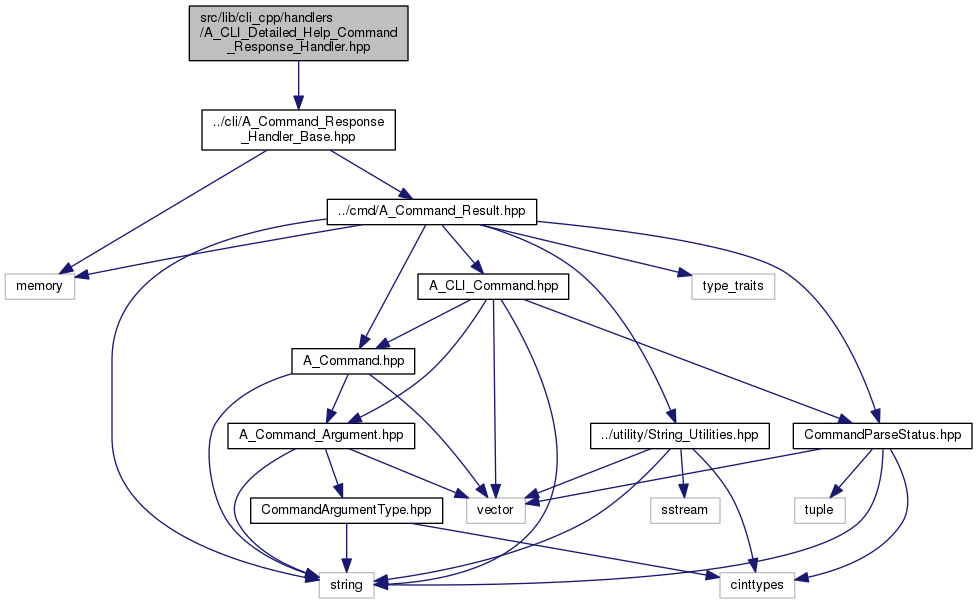 src/lib/cli_cpp/handlers
/A_CLI_Detailed_Help_Command
_Response_Handler.hpp
../cli/A_Command_Response
_Handler_Base.hpp
../cmd/A_Command_Result.hpp
memory
A_CLI_Command.hpp
type_traits
A_Command.hpp
A_Command_Argument.hpp
../utility/String_Utilities.hpp
CommandParseStatus.hpp
CommandArgumentType.hpp
vector
sstream
tuple
string
cinttypes